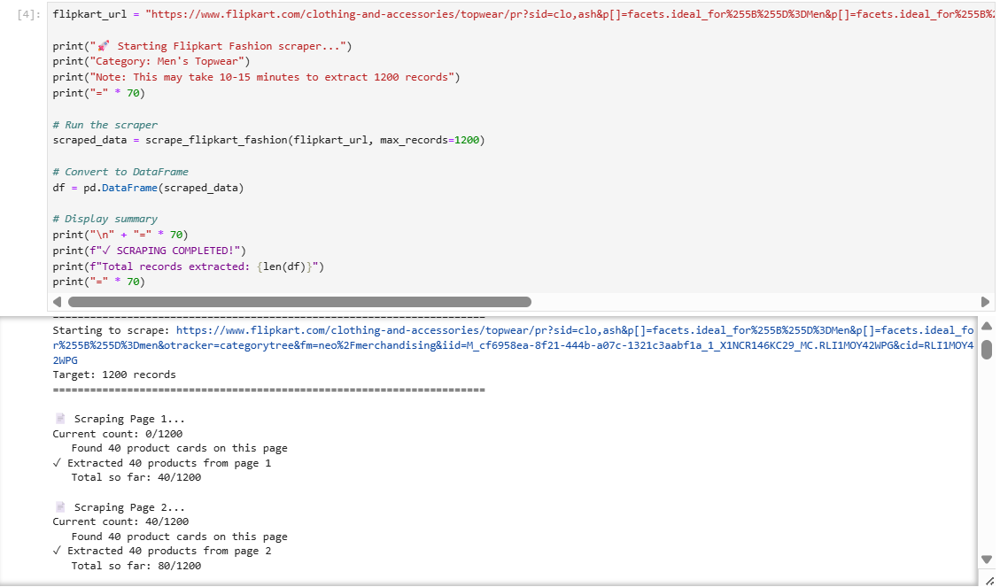 [4]: flipkart_url = "https://www.flipkart.com/clothing-and-accessories/topwear/pr?sid=clo,ash&p[]=facets.ideal_for%255B%255D%3DMen&p[]=facets.ideal_for%255B%2
print("🚀 Starting Flipkart Fashion scraper...")
print("Category: Men's Topwear")
print("Note: This may take 10-15 minutes to extract 1200 records")
print("=" * 70)
# Run the scraper
scraped_data = scrape_flipkart_fashion(flipkart_url, max_records=1200)
# Convert to DataFrame
df = pd.DataFrame(scraped_data)
# Display summary
print("\n" + "=" * 70)
print(f"✓ SCRAPING COMPLETED!")
print(f"Total records extracted: {len(df)}")
print("=" * 70)
======================================================================
Starting to scrape: https://www.flipkart.com/clothing-and-accessories/topwear/pr?sid=clo,ash&p[]=facets.ideal_for%255B%255D%3DMen&p[]=facets.ideal_fo
r%255B%255D%3Dmen&otracker=categorytree&fm=neo%2Fmerchandising&iid=M_cf6958ea-8f21-444b-a07c-1321c3aabf1a_1_X1NCR146KC29_MC.RLI1MOY42WPG&cid=RLI1MOY4
2WPG
Target: 1200 records
======================================================================
📄 Scraping Page 1...
Current count: 0/1200
Found 40 product cards on this page
✓ Extracted 40 products from page 1
Total so far: 40/1200
📄 Scraping Page 2...
Current count: 40/1200
Found 40 product cards on this page
✓ Extracted 40 products from page 2
Total so far: 80/1200